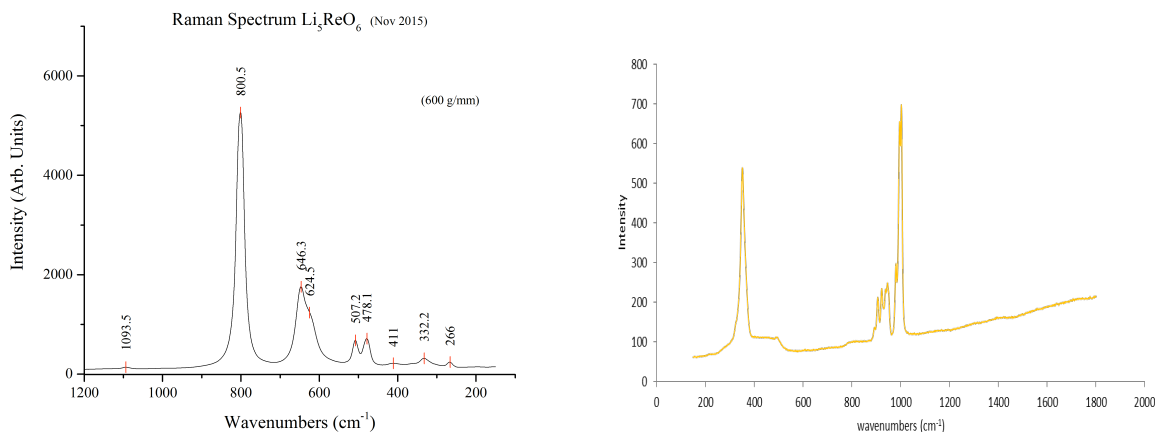 Raman Spectrum Li₅ReO₆ (Nov 2015)
(600 g/mm)
Intensity (Arb. Units)
6000
4000
2000
0
1093.5
800.5
646.3
624.5
507.2
478.1
411
332.2
266
1200 1000 800 600 400 200
Wavenumbers (cm⁻¹)
Intensity
800
700
600
500
400
300
200
100
0
0 200 400 600 800 1000 1200 1400 1600 1800 2000
wavenumbers (cm⁻¹)